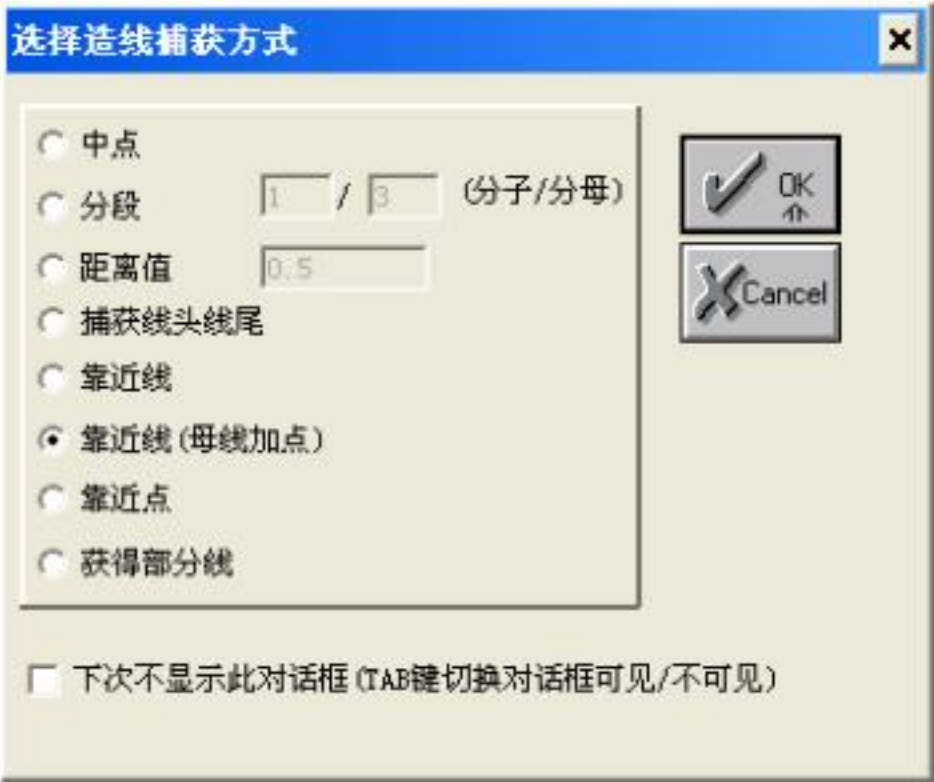 选择造线捕获方式
中点
分段 1 / 3 (分子/分母)
距离值 0.5
捕获线头线尾
靠近线
靠近线(母线加点)
靠近点
获得部分线
OK
Cancel
下次不显示此对话框(TAB键切换对话框可见/不可见)